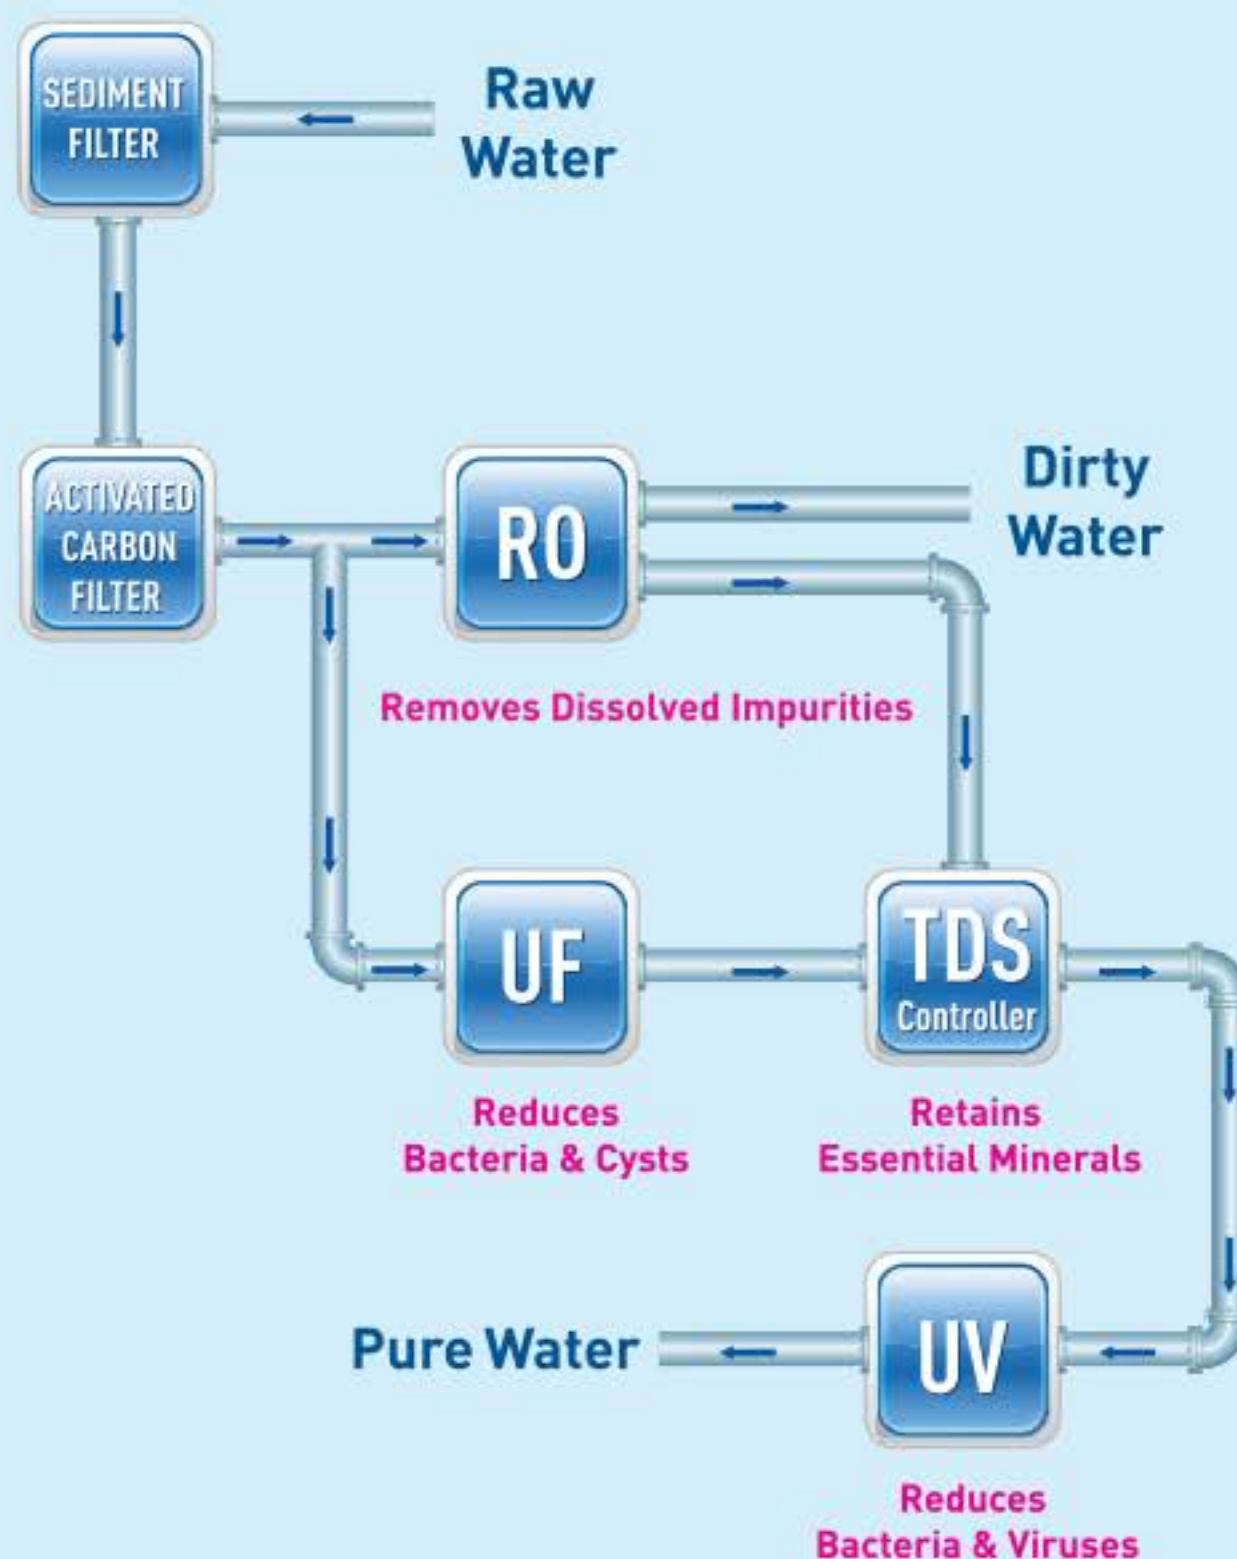 SEDIMENT
FILTER
Raw
Water
ACTIVATED
CARBON
FILTER
RO
Dirty
Water
Removes Dissolved Impurities
UF
TDS
Controller
Reduces
Bacteria & Cysts
Retains
Essential Minerals
Pure Water
UV
Reduces
Bacteria & Viruses